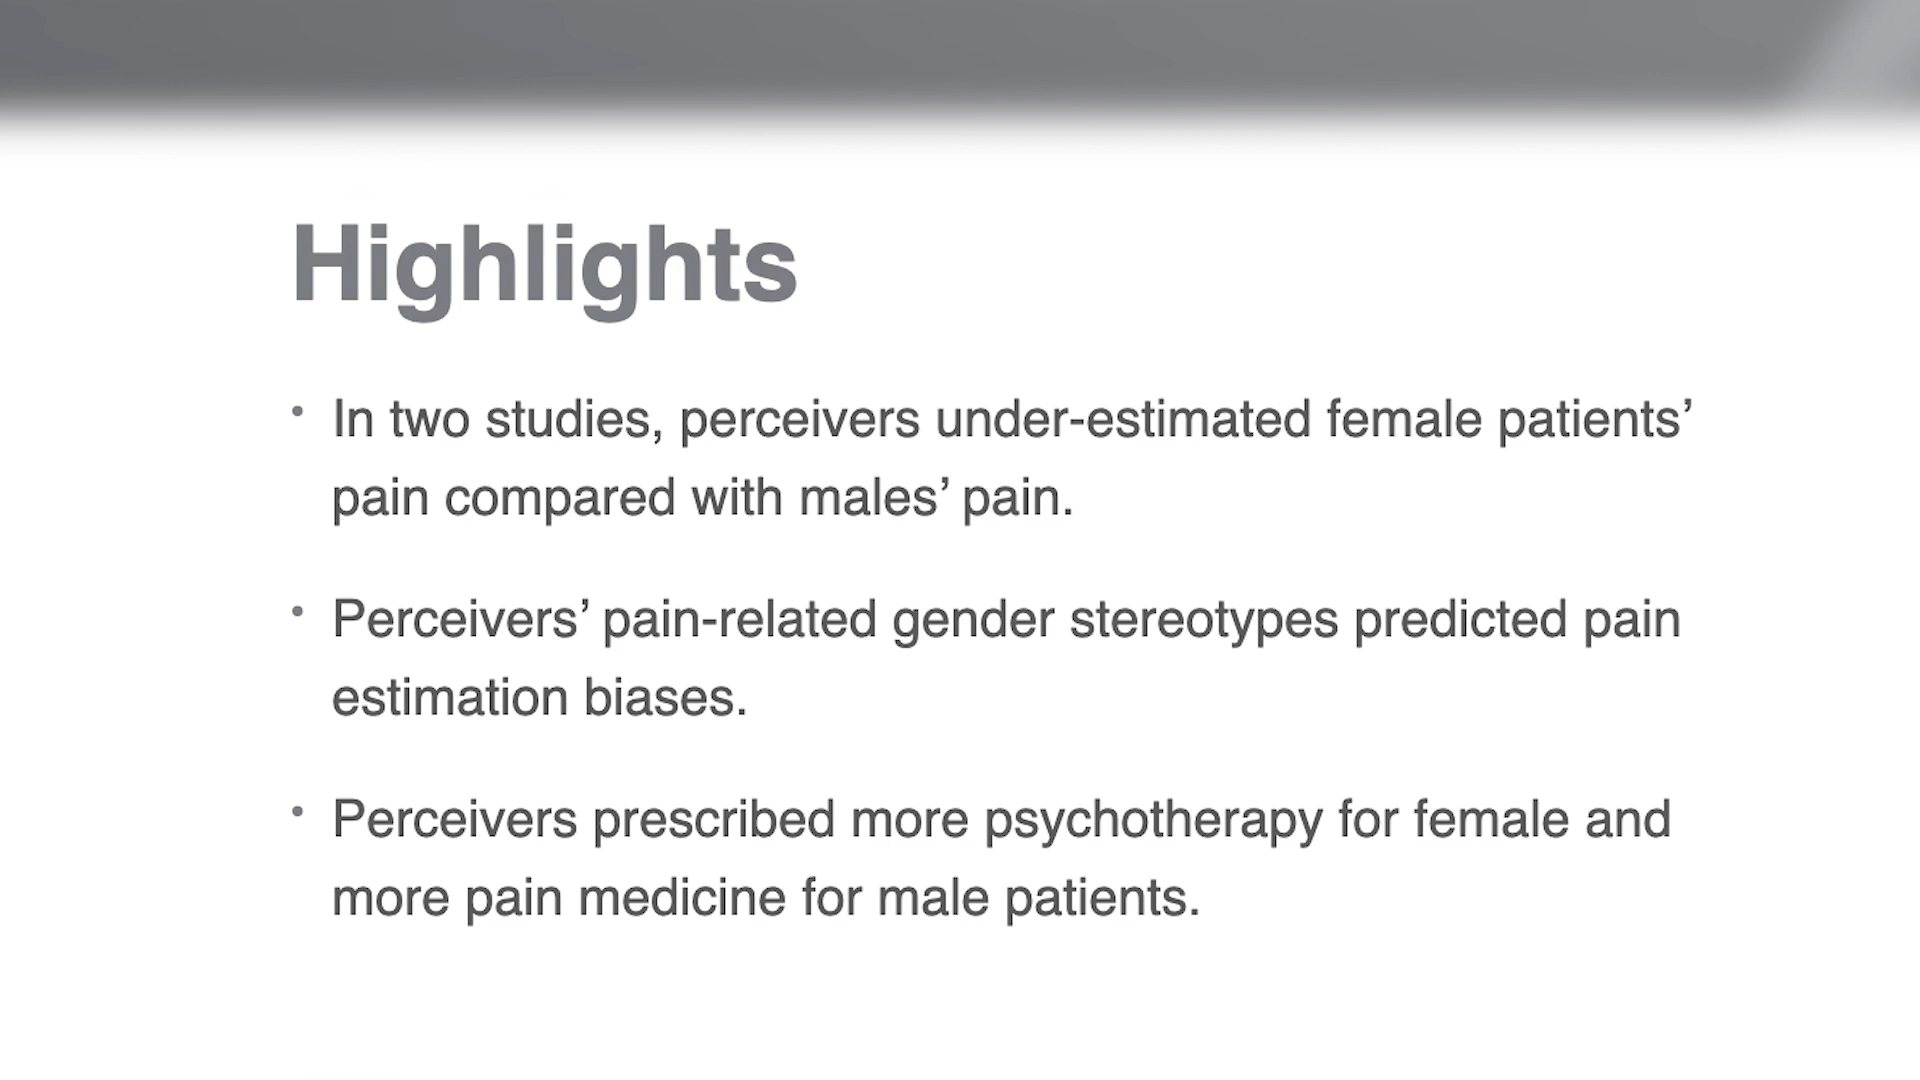 Highlights
• In two studies, perceivers under-estimated female patients’
pain compared with males’ pain.
• Perceivers’ pain-related gender stereotypes predicted pain
estimation biases.
• Perceivers prescribed more psychotherapy for female and
more pain medicine for male patients.